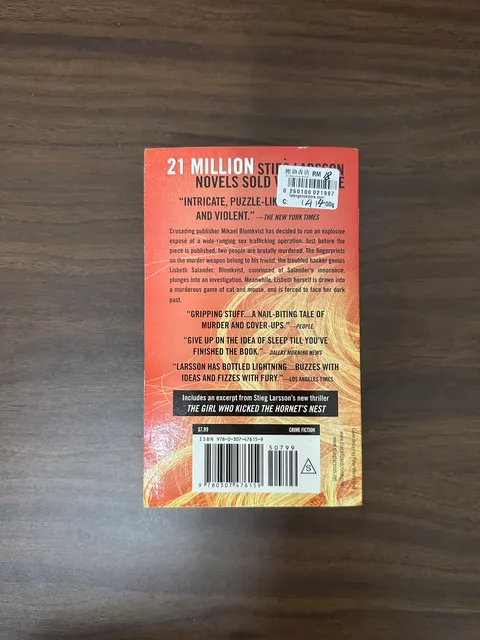 21 MILLION STIEG LARSSON
NOVELS SOLD
RM 18
9 260100 021997
C:
"INTRICATE, PUZZLE-LIK
AND VIOLENT." —THE NEW YORK TIMES
Crusading publisher Mikael Blomkvist has decided to run an explosive
exposé of a wide-ranging sex trafficking operation. Just before the
piece is published, two people are brutally murdered. The fingerprints
on the murder weapon belong to his friend, the troubled hacker genius
Lisbeth Salander. Blomkvist, convinced of Salander's innocence,
plunges into an investigation. Meanwhile, Lisbeth herself is drawn into
a murderous game of cat and mouse, and is forced to face her dark
past.
"GRIPPING STUFF...A NAIL-BITING TALE OF
MURDER AND COVER-UPS." —PEOPLE
"GIVE UP ON THE IDEA OF SLEEP TILL YOU'VE
FINISHED THE BOOK." —DALLAS MORNING NEWS
"LARSSON HAS BOTTLED LIGHTNING....BUZZES WITH
IDEAS AND FIZZES WITH FURY." —LOS ANGELES TIMES
Includes an excerpt from Stieg Larsson's new thriller
THE GIRL WHO KICKED THE HORNET'S NEST
$7.99 CRIME FICTION
ISBN 978-0-307-47615-9
50799
9 780307 476159
S